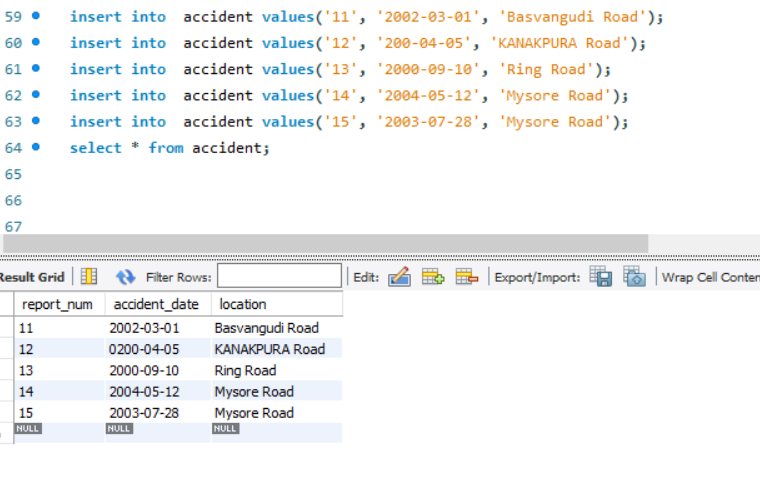 59 insert into accident values('11', '2002-03-01', 'Basvangudi Road');
60 insert into accident values('12', '200-04-05', 'KANAKPURA Road');
61 insert into accident values('13', '2000-09-10', 'Ring Road');
62 insert into accident values('14', '2004-05-12', 'Mysore Road');
63 insert into accident values('15', '2003-07-28', 'Mysore Road');
64 select * from accident;
65
66
67
Result Grid Filter Rows: Edit: Export/Import: Wrap Cell Conten
report_num accident_date location
11 2002-03-01 Basvangudi Road
12 0200-04-05 KANAKPURA Road
13 2000-09-10 Ring Road
14 2004-05-12 Mysore Road
15 2003-07-28 Mysore Road
NULL NULL NULL